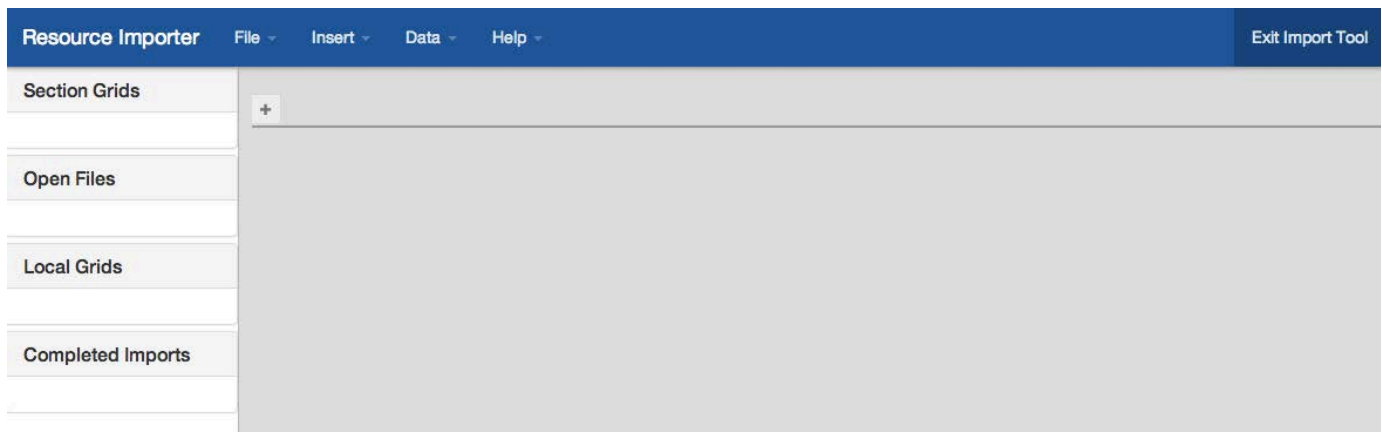 Resource Importer File Insert Data Help Exit Import Tool
Section Grids
+
Open Files
Local Grids
Completed Imports